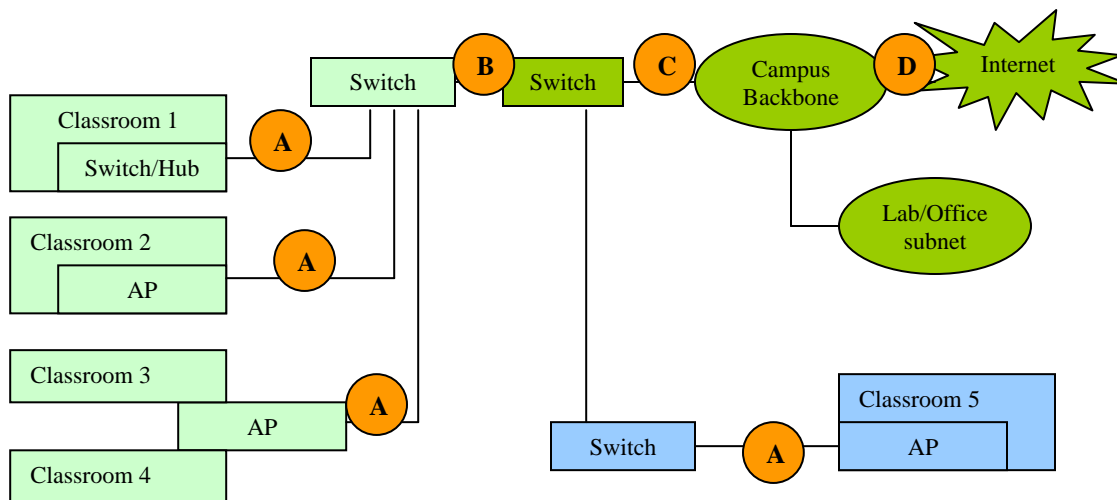 Switch
B
Switch
C
Campus
Backbone
D
Internet
Classroom 1
Switch/Hub
A
Classroom 2
AP
A
Lab/Office
subnet
Classroom 3
AP
A
Classroom 4
Switch
A
Classroom 5
AP